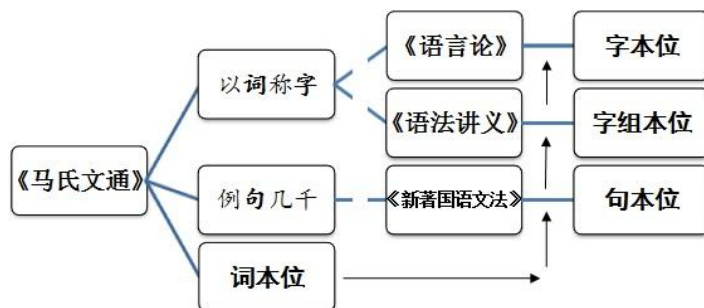 《语言论》
字本位
以词称字
《语法讲义》
字组本位
《马氏文通》
例句几千
《新著国语文法》
句本位
词本位